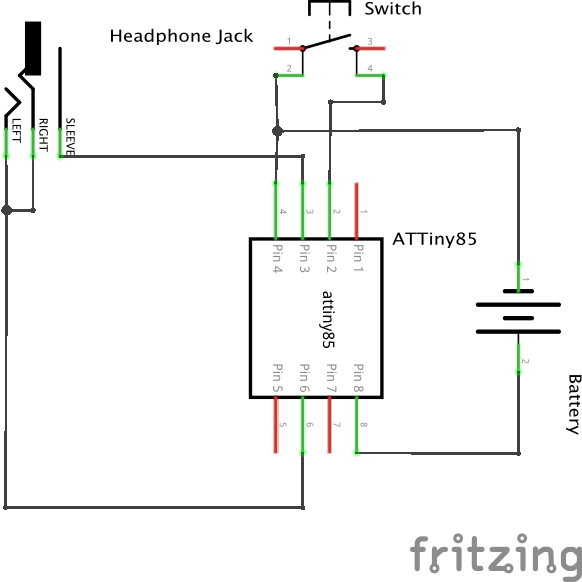 Switch
Headphone Jack
1
3
2
4
LEFT
RIGHT
SLEEVE
4
3
2
1
ATTiny85
Pin 4
Pin 3
Pin 2
Pin 1
attiny85
1
2
Battery
Pin 5
Pin 6
Pin 7
Pin 8
5
6
7
8
fritzing